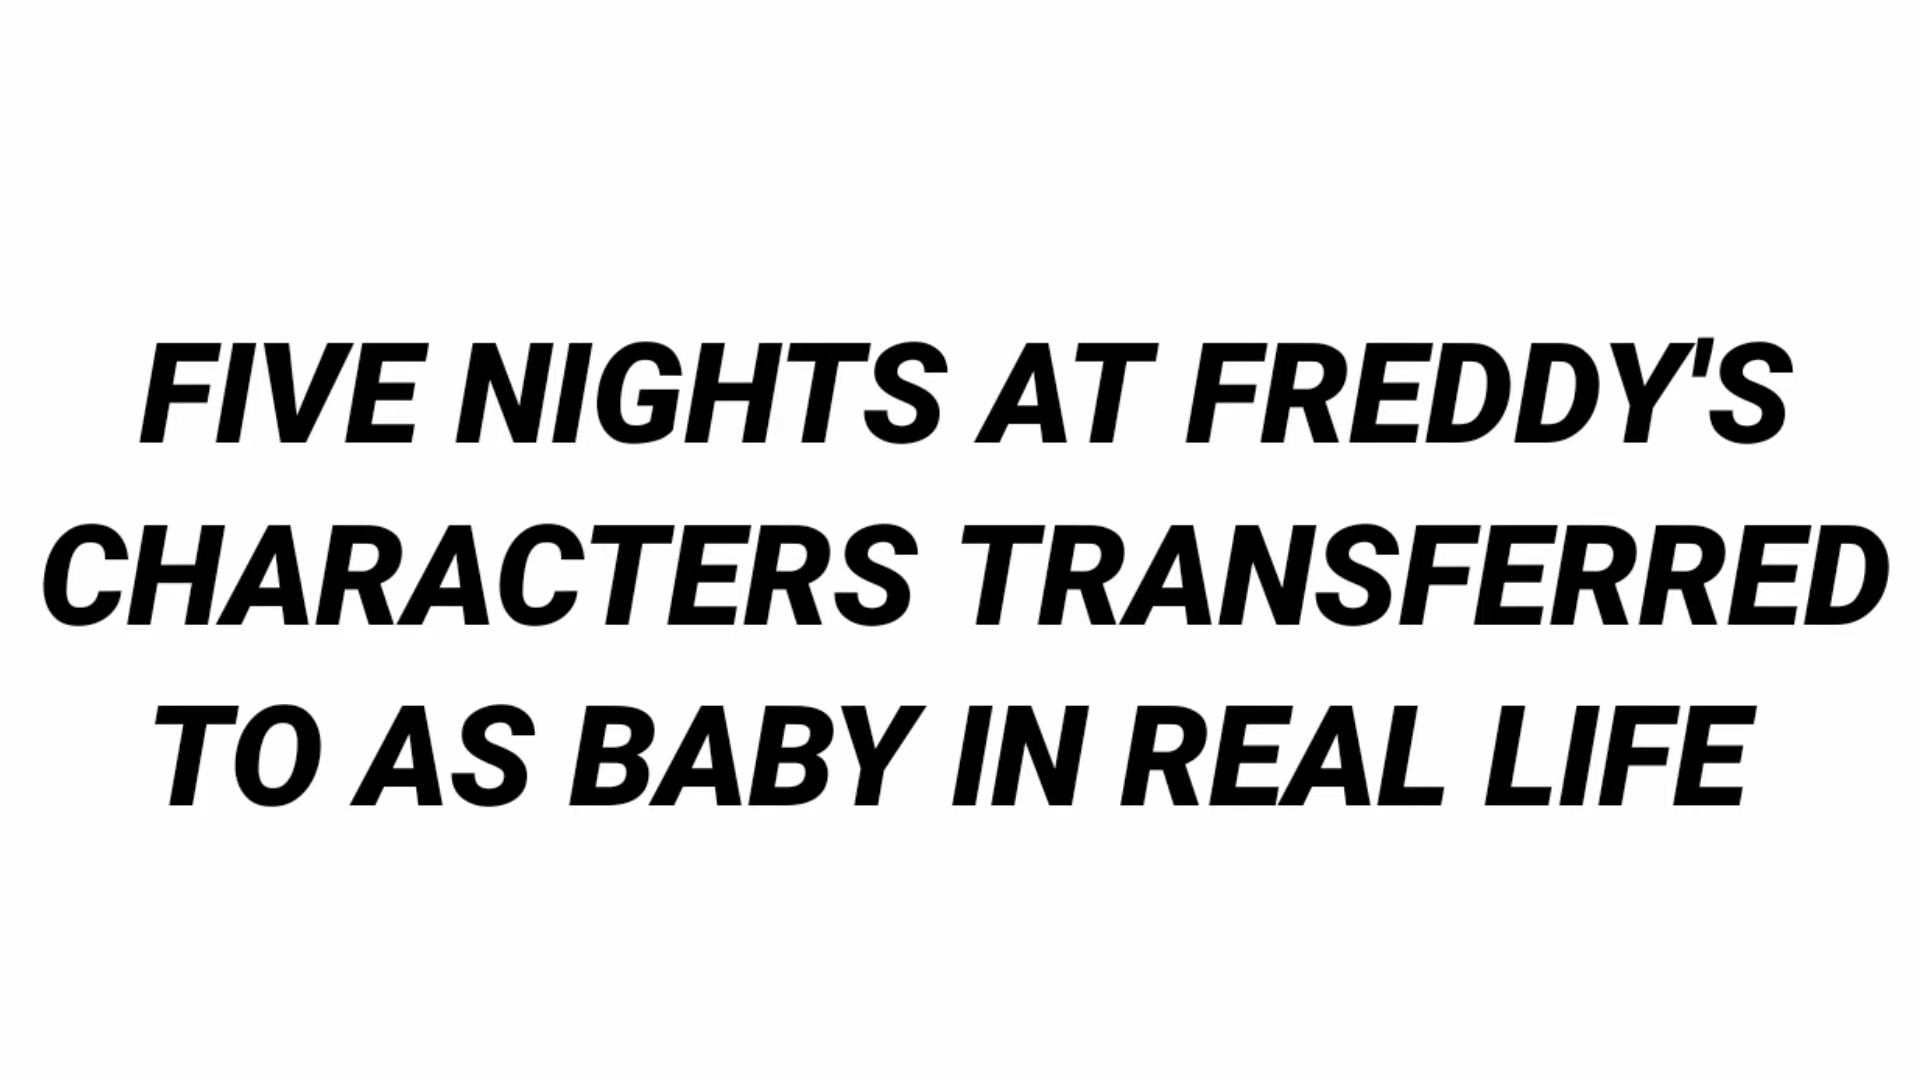 FIVE NIGHTS AT FREDDY'S
CHARACTERS TRANSFERRED
TO AS BABY IN REAL LIFE